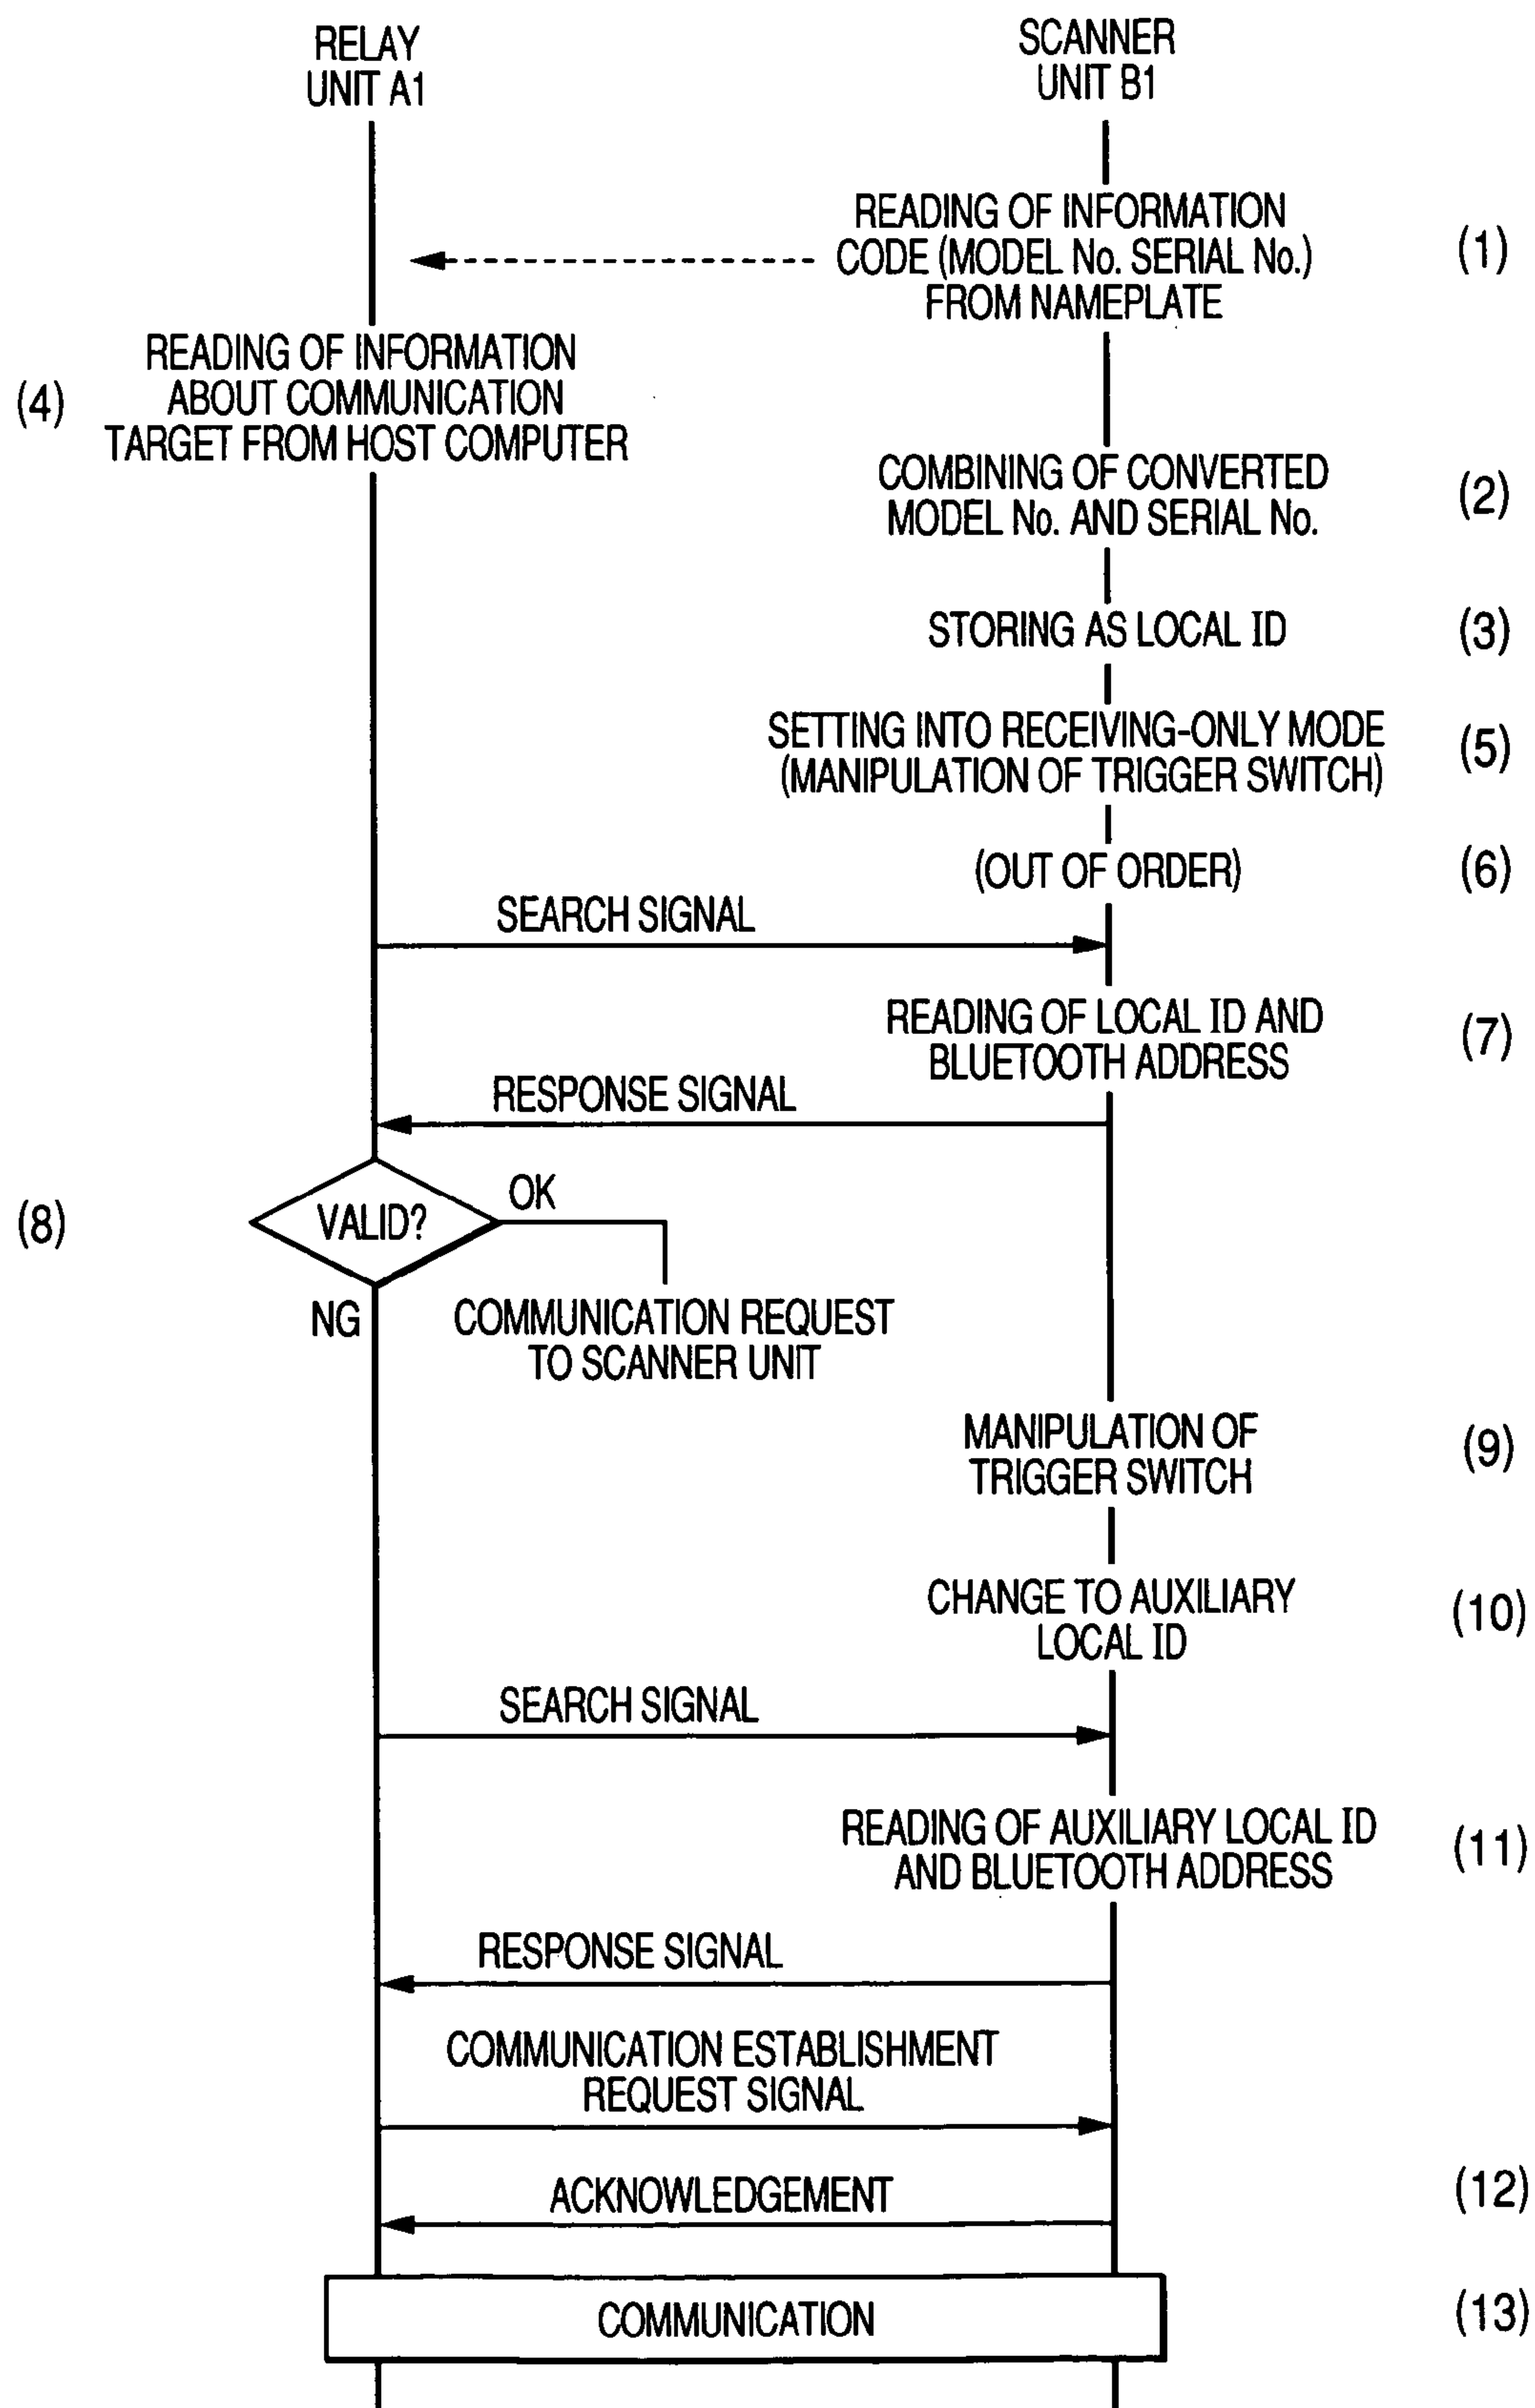 RELAY
UNIT A1
SCANNER
UNIT B1
READING OF INFORMATION
CODE (MODEL No. SERIAL No.)
FROM NAMEPLATE
(1)
(4)
READING OF INFORMATION
ABOUT COMMUNICATION
TARGET FROM HOST COMPUTER
COMBINING OF CONVERTED
MODEL No. AND SERIAL No.
(2)
STORING AS LOCAL ID
(3)
SETTING INTO RECEIVING-ONLY MODE
(MANIPULATION OF TRIGGER SWITCH)
(5)
(OUT OF ORDER)
(6)
SEARCH SIGNAL
READING OF LOCAL ID AND
BLUETOOTH ADDRESS
(7)
RESPONSE SIGNAL
(8)
VALID?
OK
NG
COMMUNICATION REQUEST
TO SCANNER UNIT
MANIPULATION OF
TRIGGER SWITCH
(9)
CHANGE TO AUXILIARY
LOCAL ID
(10)
SEARCH SIGNAL
READING OF AUXILIARY LOCAL ID
AND BLUETOOTH ADDRESS
(11)
RESPONSE SIGNAL
COMMUNICATION ESTABLISHMENT
REQUEST SIGNAL
ACKNOWLEDGEMENT
(12)
COMMUNICATION
(13)